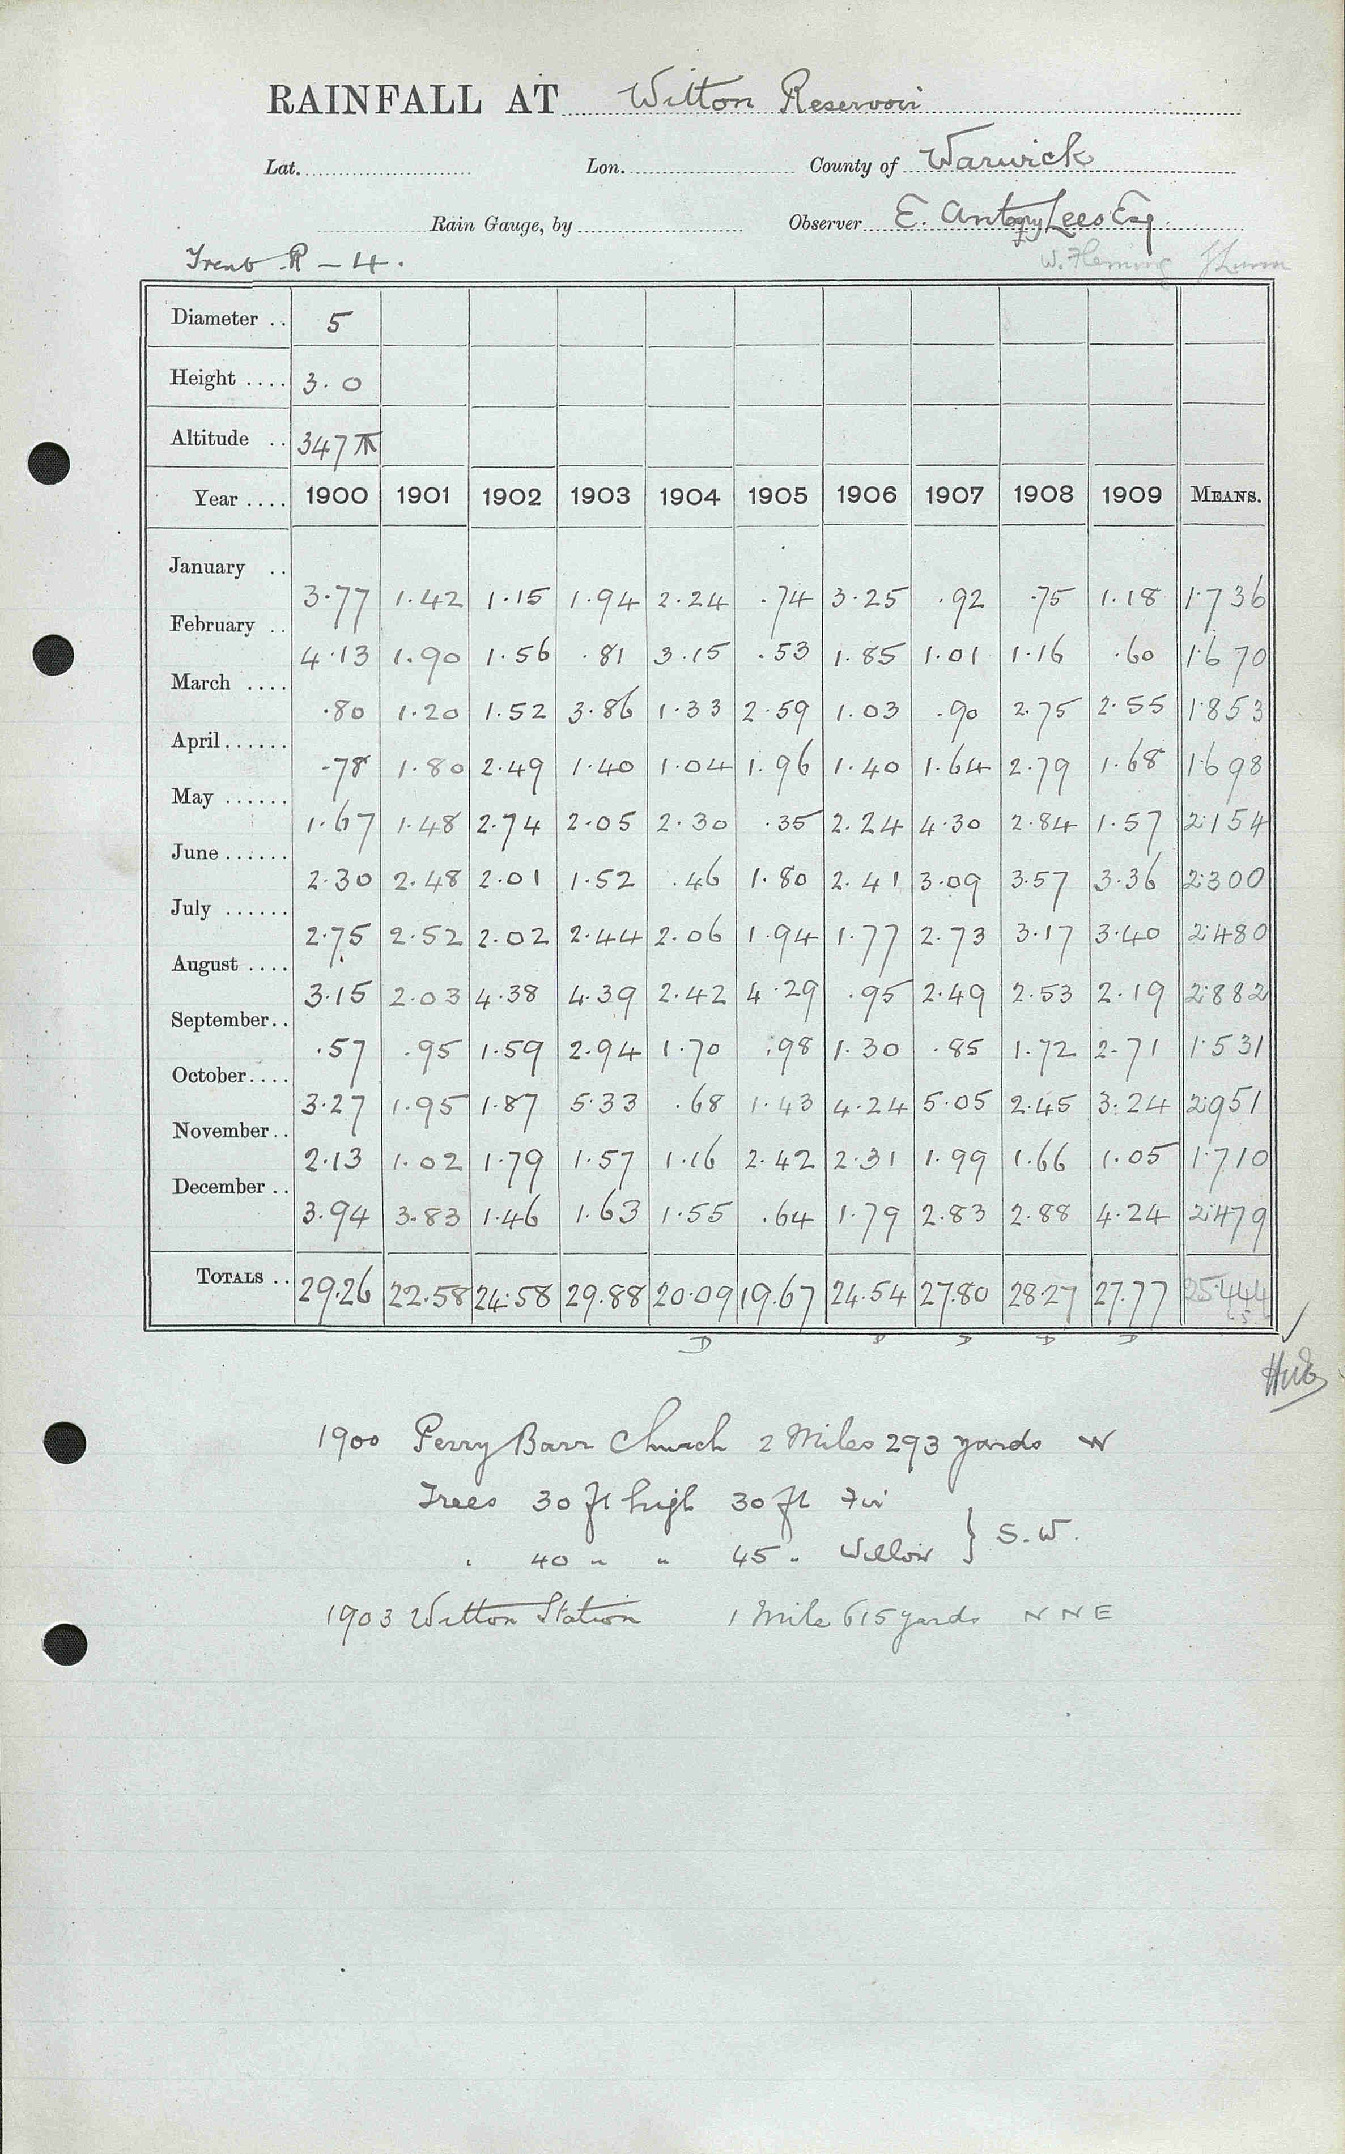 RAINFALL AT Witton Reservoir
Lat. Lon. County of Warwick
Rain Gauge, by Observer E. Lees Esq.
Trent R - 4. W. Fleming
Diameter .. 5
Height .... 3.0
Altitude .. 347
Year .... 1900 1901 1902 1903 1904 1905 1906 1907 1908 1909 MEANS.
January .. 3.77 1.42 1.15 1.94 2.24 .74 3.25 .92 .75 1.18 1.736
February .. 4.13 1.90 1.56 .81 3.15 .53 1.85 1.01 1.16 .60 1.670
March .... .80 1.20 1.52 3.86 1.33 2.59 1.03 .90 2.75 2.55 1.853
April ...... .78 1.80 2.49 1.40 1.04 1.96 1.40 1.64 2.79 1.68 1.698
May ...... 1.67 1.48 2.74 2.05 2.30 .35 2.24 4.30 2.84 1.57 2.154
June ...... 2.30 2.48 2.01 1.52 .46 1.80 2.41 3.09 3.57 3.36 2.300
July ...... 2.75 2.52 2.02 2.44 2.06 1.94 1.77 2.73 3.17 3.40 2.480
August .... 3.15 2.03 4.38 4.39 2.42 4.29 .95 2.49 2.53 2.19 2.882
September.. .57 .95 1.59 2.94 1.70 .98 1.30 .85 1.72 2.71 1.531
October.... 3.27 1.95 1.87 5.33 .68 1.43 4.24 5.05 2.45 3.24 2.951
November.. 2.13 1.02 1.79 1.57 1.16 2.42 2.31 1.99 1.66 1.05 1.710
December .. 3.94 3.83 1.46 1.63 1.55 .64 1.79 2.83 2.88 4.24 2.479
TOTALS .. 29.26 22.58 24.58 29.88 20.09 19.67 24.54 27.80 28.27 27.77 25.444
D D D D
1900 Perry Barr Church 2 Miles 293 yards W
Trees 30 ft high 30 ft Fir
" 40 " " 45 " Willow } S.W.
1903 Witton Station 1 Mile 615 yards N N E